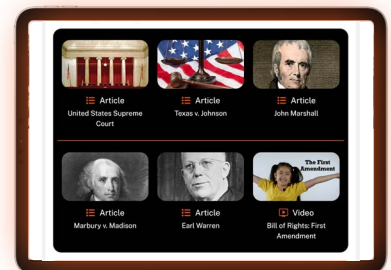 Article
United States Supreme
Court
Article
Texas v. Johnson
Article
John Marshall
Article
Marbury v. Madison
Article
Earl Warren
The First
Amendment
Video
Bill of Rights: First
Amendment